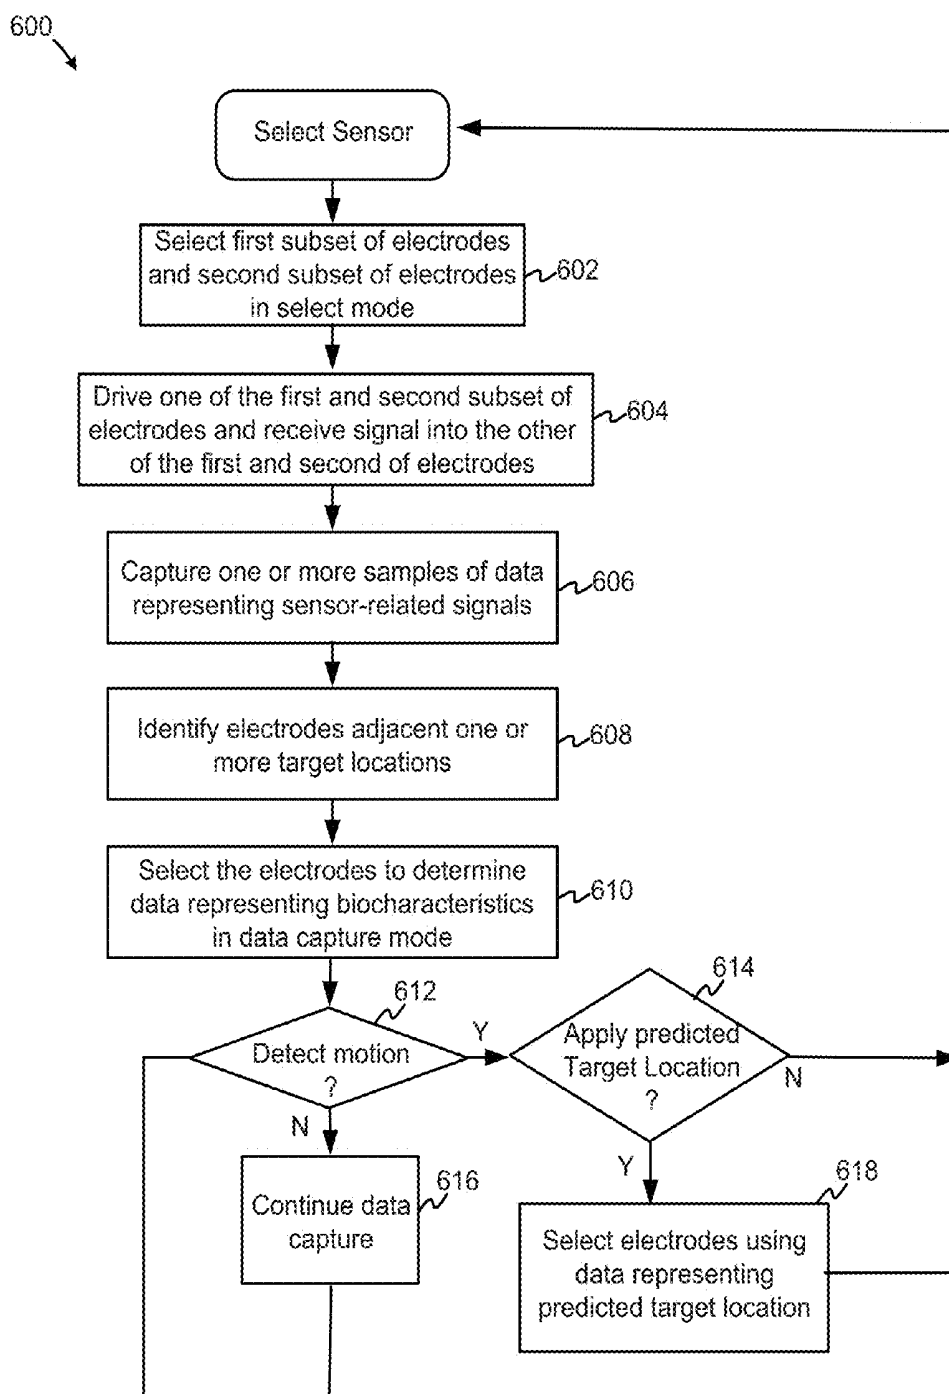 600
Select Sensor
Select first subset of electrodes
and second subset of electrodes
in select mode
602
Drive one of the first and second subset of
electrodes and receive signal into the other
of the first and second of electrodes
604
Capture one or more samples of data
representing sensor-related signals
606
Identify electrodes adjacent one or
more target locations
608
Select the electrodes to determine
data representing biocharacteristics
in data capture mode
610
612
Detect motion
?
Y
N
614
Apply predicted
Target Location
?
N
Y
Continue data
capture
616
618
Select electrodes using
data representing
predicted target location